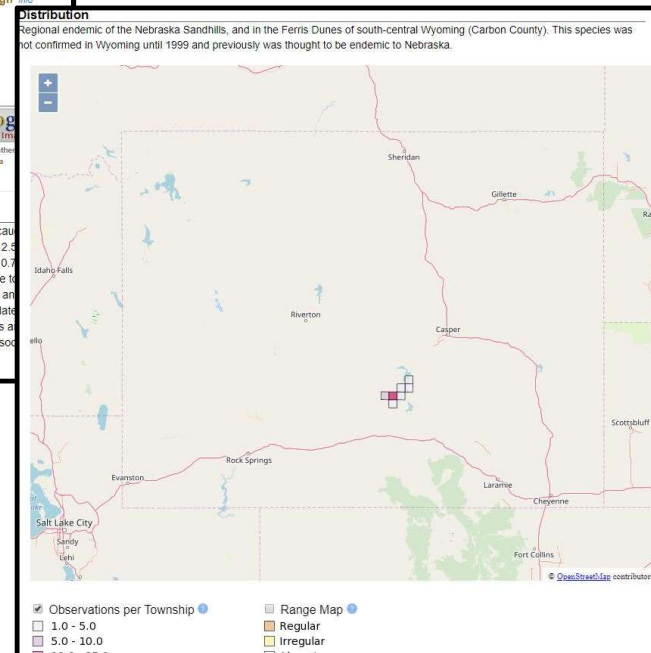 Distribution
Regional endemic of the Nebraska Sandhills, and in the Ferris Dunes of south-central Wyoming (Carbon County). This species was
not confirmed in Wyoming until 1999 and previously was thought to be endemic to Nebraska.
+
−
Sheridan
Gillette
Idaho Falls
Riverton
Casper
Scottsbluff
Rock Springs
Evanston
Laramie
Cheyenne
Salt Lake City
Sandy
Lehi
Fort Collins
© OpenStreetMap contributor
Observations per Township
Range Map
1.0 - 5.0
Regular
5.0 - 10.0
Irregular